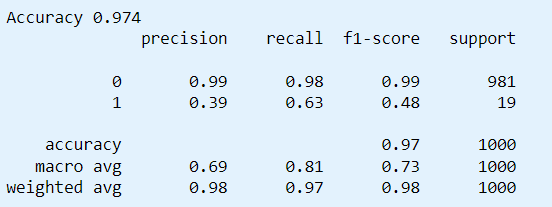 Accuracy 0.974
precision recall f1-score support
0 0.99 0.98 0.99 981
1 0.39 0.63 0.48 19
accuracy 0.97 1000
macro avg 0.69 0.81 0.73 1000
weighted avg 0.98 0.97 0.98 1000